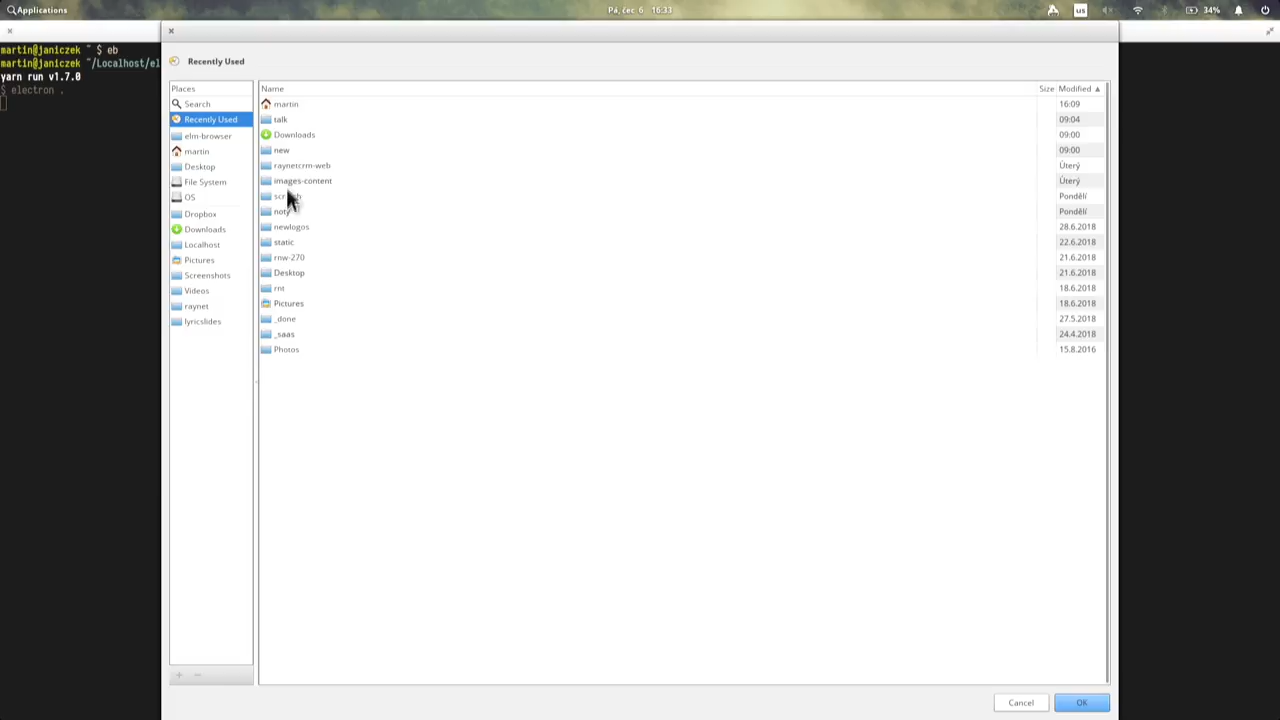 Applications
Pá, čec 6 16:33
us
34%
martin@janiczek ~ $ eb
martin@janiczek ~/Localhost/el
yarn run v1.7.0
$ electron .
Recently Used
Places
Search
Recently Used
elm-browser
martin
Desktop
File System
OS
Dropbox
Downloads
Localhost
Pictures
Screenshots
Videos
raynet
lyricslides
Name Size Modified ▲
martin 16:09
talk 09:04
Downloads 09:00
new 09:00
raynetcrm-web Úterý
images-content Úterý
Pondělí
noty Pondělí
newlogos 28.6.2018
static 22.6.2018
rnw-270 21.6.2018
Desktop 21.6.2018
rnt 18.6.2018
Pictures 18.6.2018
_done 27.5.2018
_saas 24.4.2018
Photos 15.8.2016
Cancel
OK